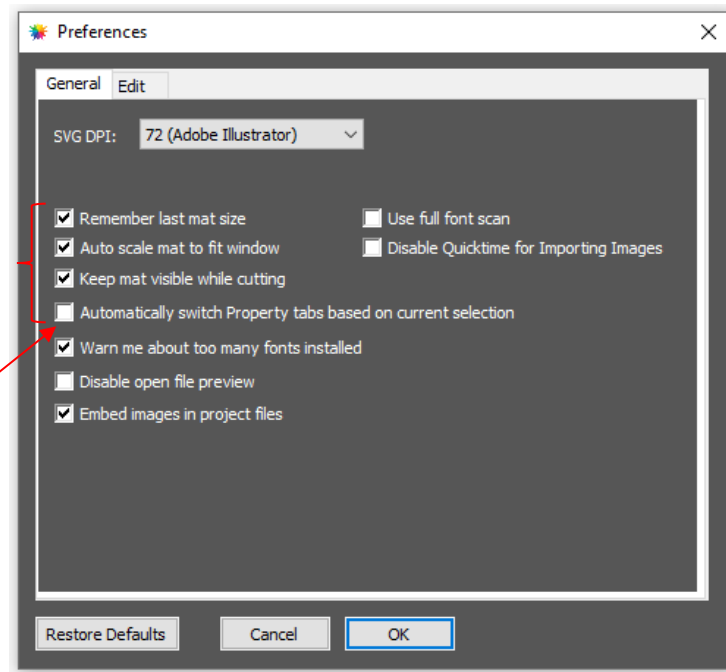 Preferences
General Edit
SVG DPI: 72 (Adobe Illustrator)
Remember last mat size Use full font scan
Auto scale mat to fit window Disable Quicktime for Importing Images
Keep mat visible while cutting
Automatically switch Property tabs based on current selection
Warn me about too many fonts installed
Disable open file preview
Embed images in project files
Restore Defaults Cancel OK